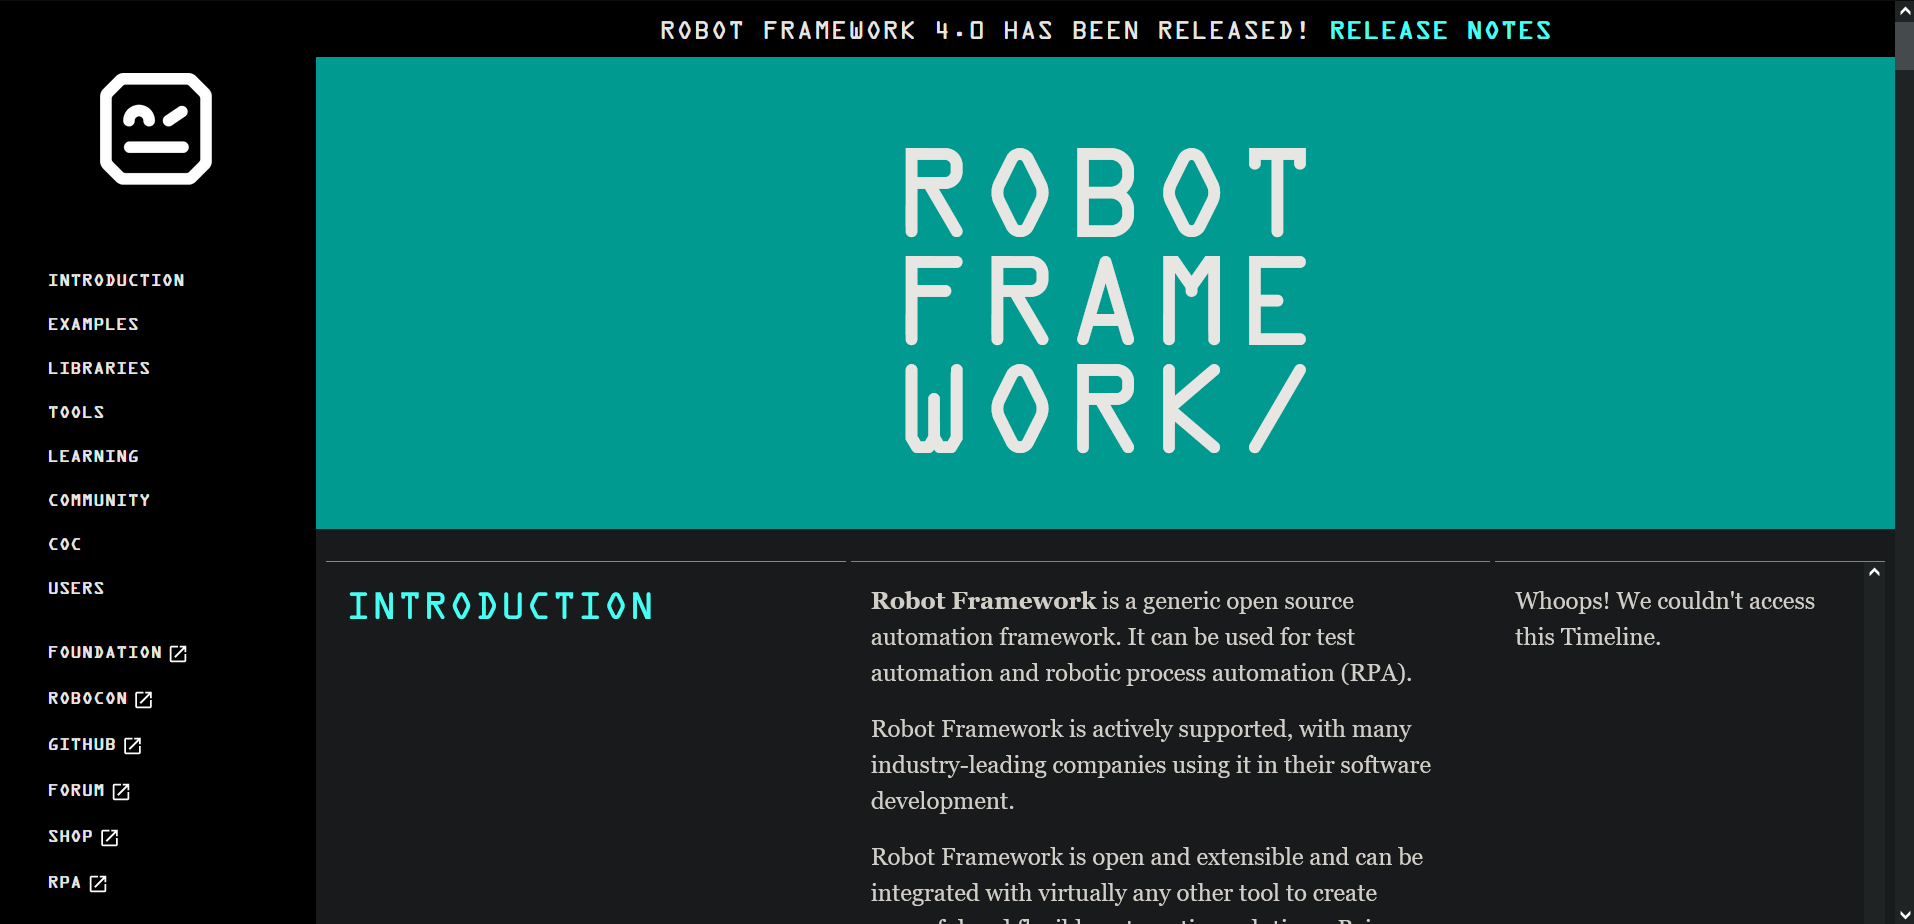 ROBOT FRAMEWORK 4.0 HAS BEEN RELEASED! RELEASE NOTES
INTRODUCTION
EXAMPLES
LIBRARIES
TOOLS
LEARNING
COMMUNITY
COC
USERS
FOUNDATION
ROBOCON
GITHUB
FORUM
SHOP
RPA
ROBOT
FRAME
WORK/
INTRODUCTION
Robot Framework is a generic open source
automation framework. It can be used for test
automation and robotic process automation (RPA).
Robot Framework is actively supported, with many
industry-leading companies using it in their software
development.
Robot Framework is open and extensible and can be
integrated with virtually any other tool to create
Whoops! We couldn't access
this Timeline.